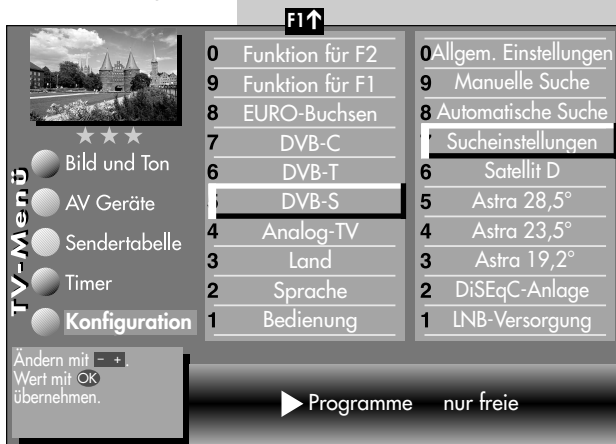 F1↑
TV-Menü
Bild und Ton
AV Geräte
Sendertabelle
Timer
Konfiguration
0 Funktion für F2
9 Funktion für F1
8 EURO-Buchsen
7 DVB-C
6 DVB-T
5 DVB-S
4 Analog-TV
3 Land
2 Sprache
1 Bedienung
0 Allgem. Einstellungen
9 Manuelle Suche
8 Automatische Suche
7 Sucheinstellungen
6 Satellit D
5 Astra 28,5°
4 Astra 23,5°
3 Astra 19,2°
2 DiSEqC-Anlage
1 LNB-Versorgung
Ändern mit - + .
Wert mit OK
übernehmen.
Programme nur freie